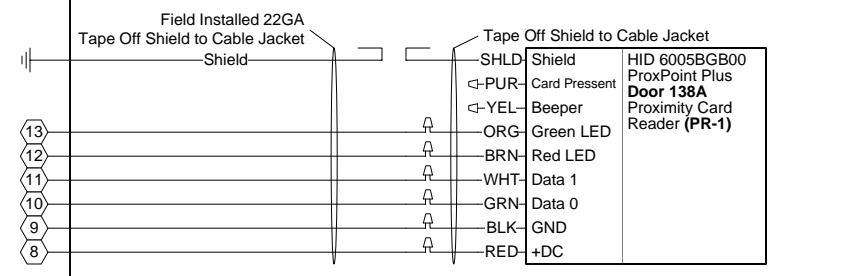 Field Installed 22GA
Tape Off Shield to Cable Jacket
Tape Off Shield to Cable Jacket
Shield
SHLD Shield
PUR Card Pressent
YEL Beeper
13 ORG Green LED
12 BRN Red LED
11 WHT Data 1
10 GRN Data 0
9 BLK GND
8 RED +DC
HID 6005BGB00
ProxPoint Plus
Door 138A
Proximity Card
Reader (PR-1)